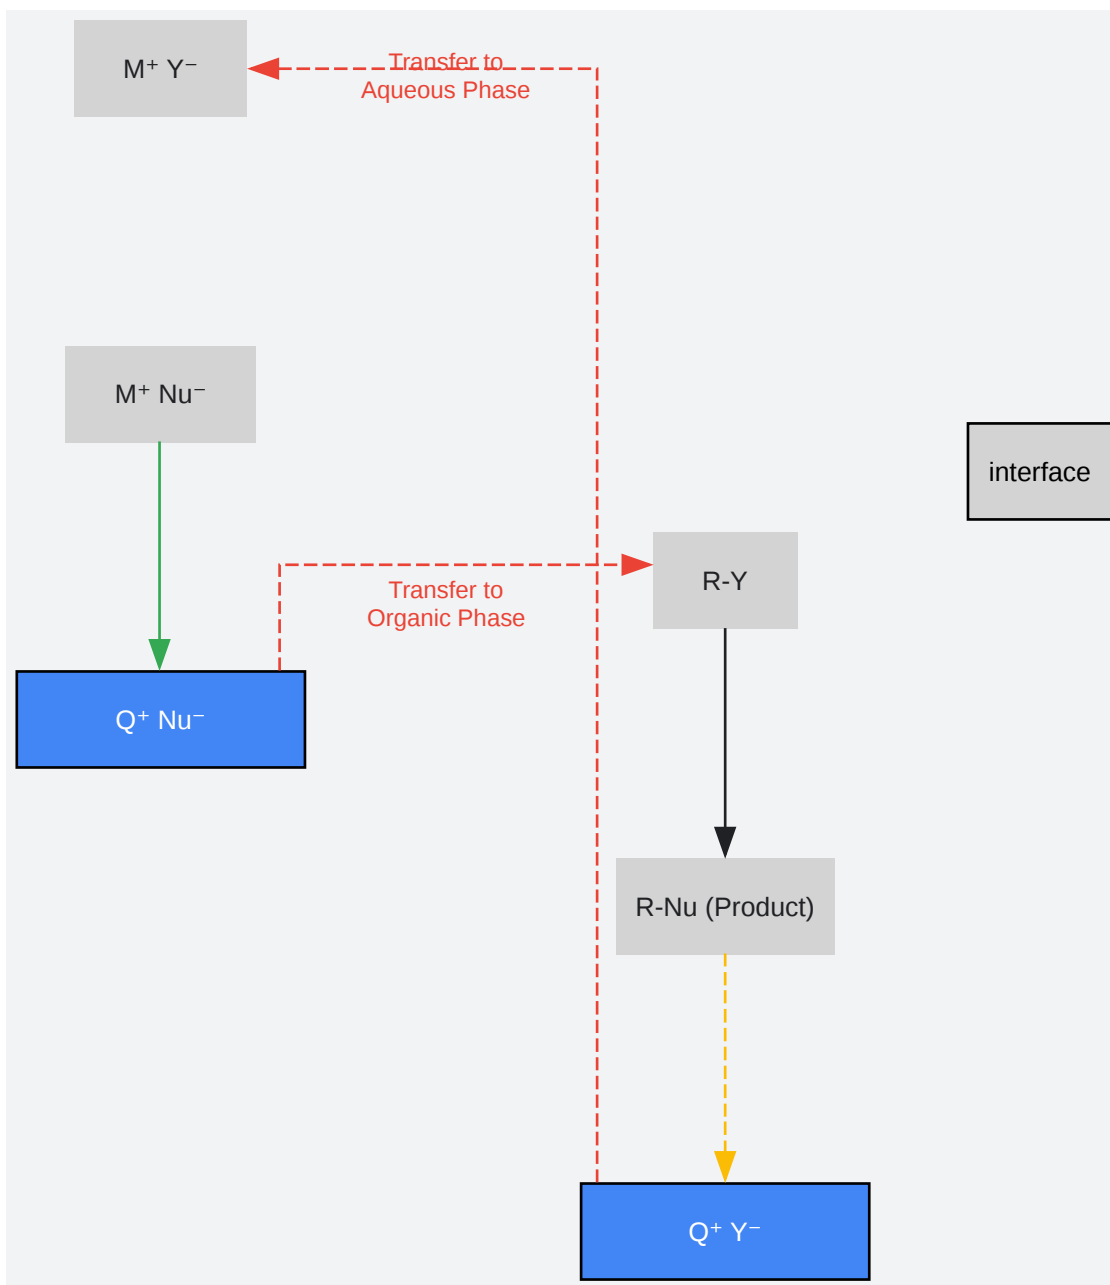 M⁺ Y⁻
Transfer to
Aqueous Phase
M⁺ Nu⁻
interface
R-Y
Transfer to
Organic Phase
Q⁺ Nu⁻
R-Nu (Product)
Q⁺ Y⁻